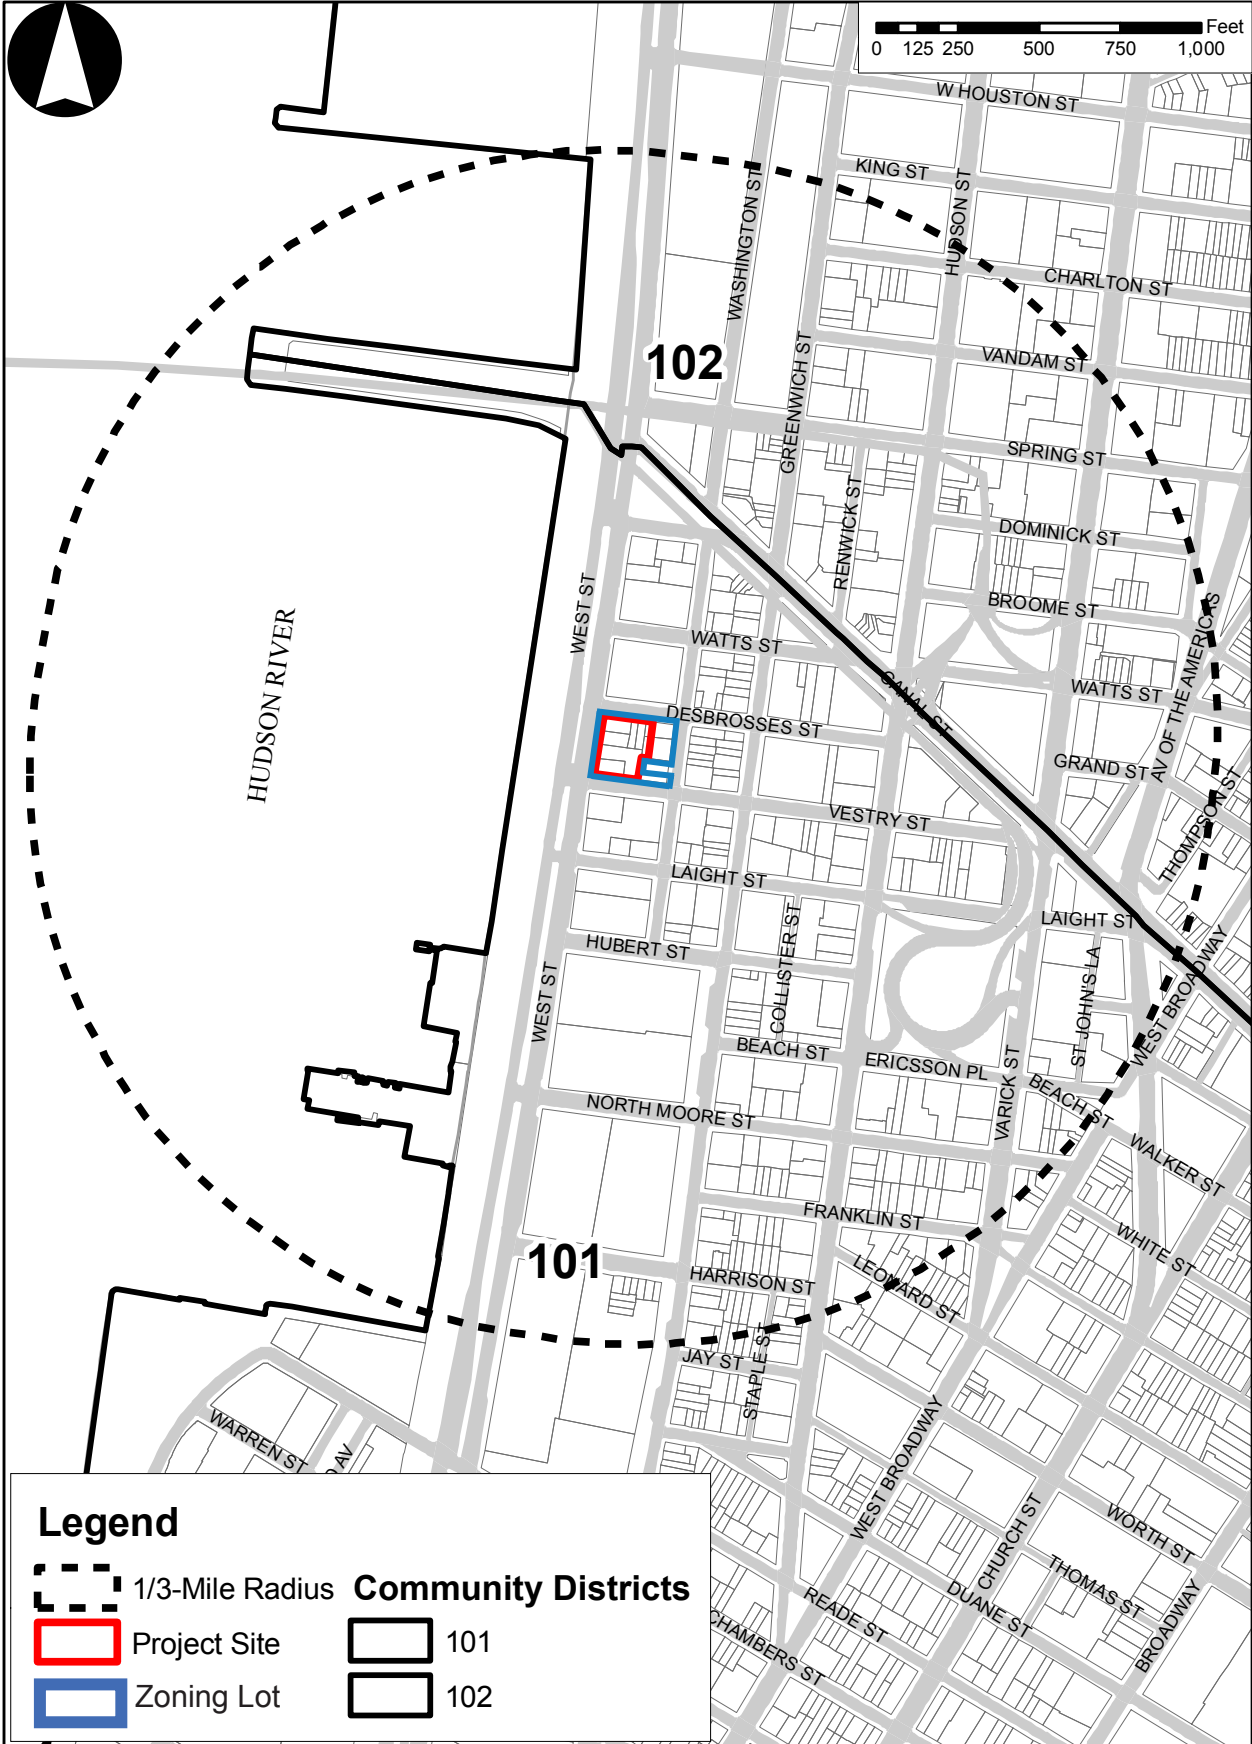 Feet
0 125 250 500 750 1,000
W HOUSTON ST
KING ST
WASHINGTON ST
HUDSON ST
CHARLTON ST
102
VANDAM ST
GREENWICH ST
SPRING ST
RENWICK ST
DOMINICK ST
BROOME ST
WEST ST
WATTS ST
HUDSON RIVER
CANAL ST
WATTS ST
AV OF THE AMERICAS
DESBROSSES ST
GRAND ST
THOMPSON ST
VESTRY ST
LAIGHT ST
LAIGHT ST
COLLISTER ST
HUBERT ST
ST JOHN'S LA
WEST BROADWAY
WEST ST
BEACH ST
ERICSSON PL
VARICK ST
BEACH ST
NORTH MOORE ST
WALKER ST
FRANKLIN ST
WHITE ST
101
HARRISON ST
LEONARD ST
JAY ST
STAPLE ST
WARREN ST
AV
WEST BROADWAY
CHURCH ST
WORTH ST
THOMAS ST
DUANE ST
READE ST
BROADWAY
CHAMBERS ST
Legend
1/3-Mile Radius
Project Site
Zoning Lot
Community Districts
101
102